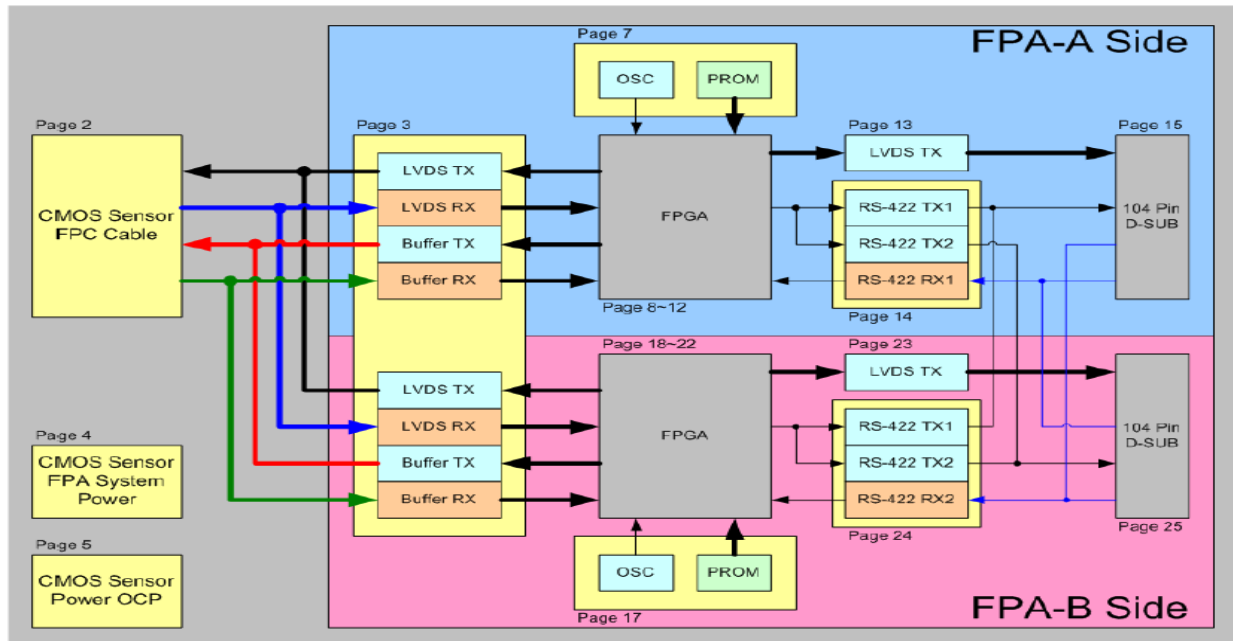 FPA-A Side
Page 7
OSC
PROM
Page 2
CMOS Sensor
FPC Cable
Page 3
LVDS TX
LVDS RX
Buffer TX
Buffer RX
FPGA
Page 8~12
Page 13
LVDS TX
RS-422 TX1
RS-422 TX2
RS-422 RX1
Page 14
Page 15
104 Pin
D-SUB
LVDS TX
LVDS RX
Buffer TX
Buffer RX
Page 18~22
FPGA
Page 23
LVDS TX
RS-422 TX1
RS-422 TX2
RS-422 RX2
Page 24
104 Pin
D-SUB
Page 25
Page 4
CMOS Sensor
FPA System
Power
Page 5
CMOS Sensor
Power OCP
OSC
PROM
Page 17
FPA-B Side